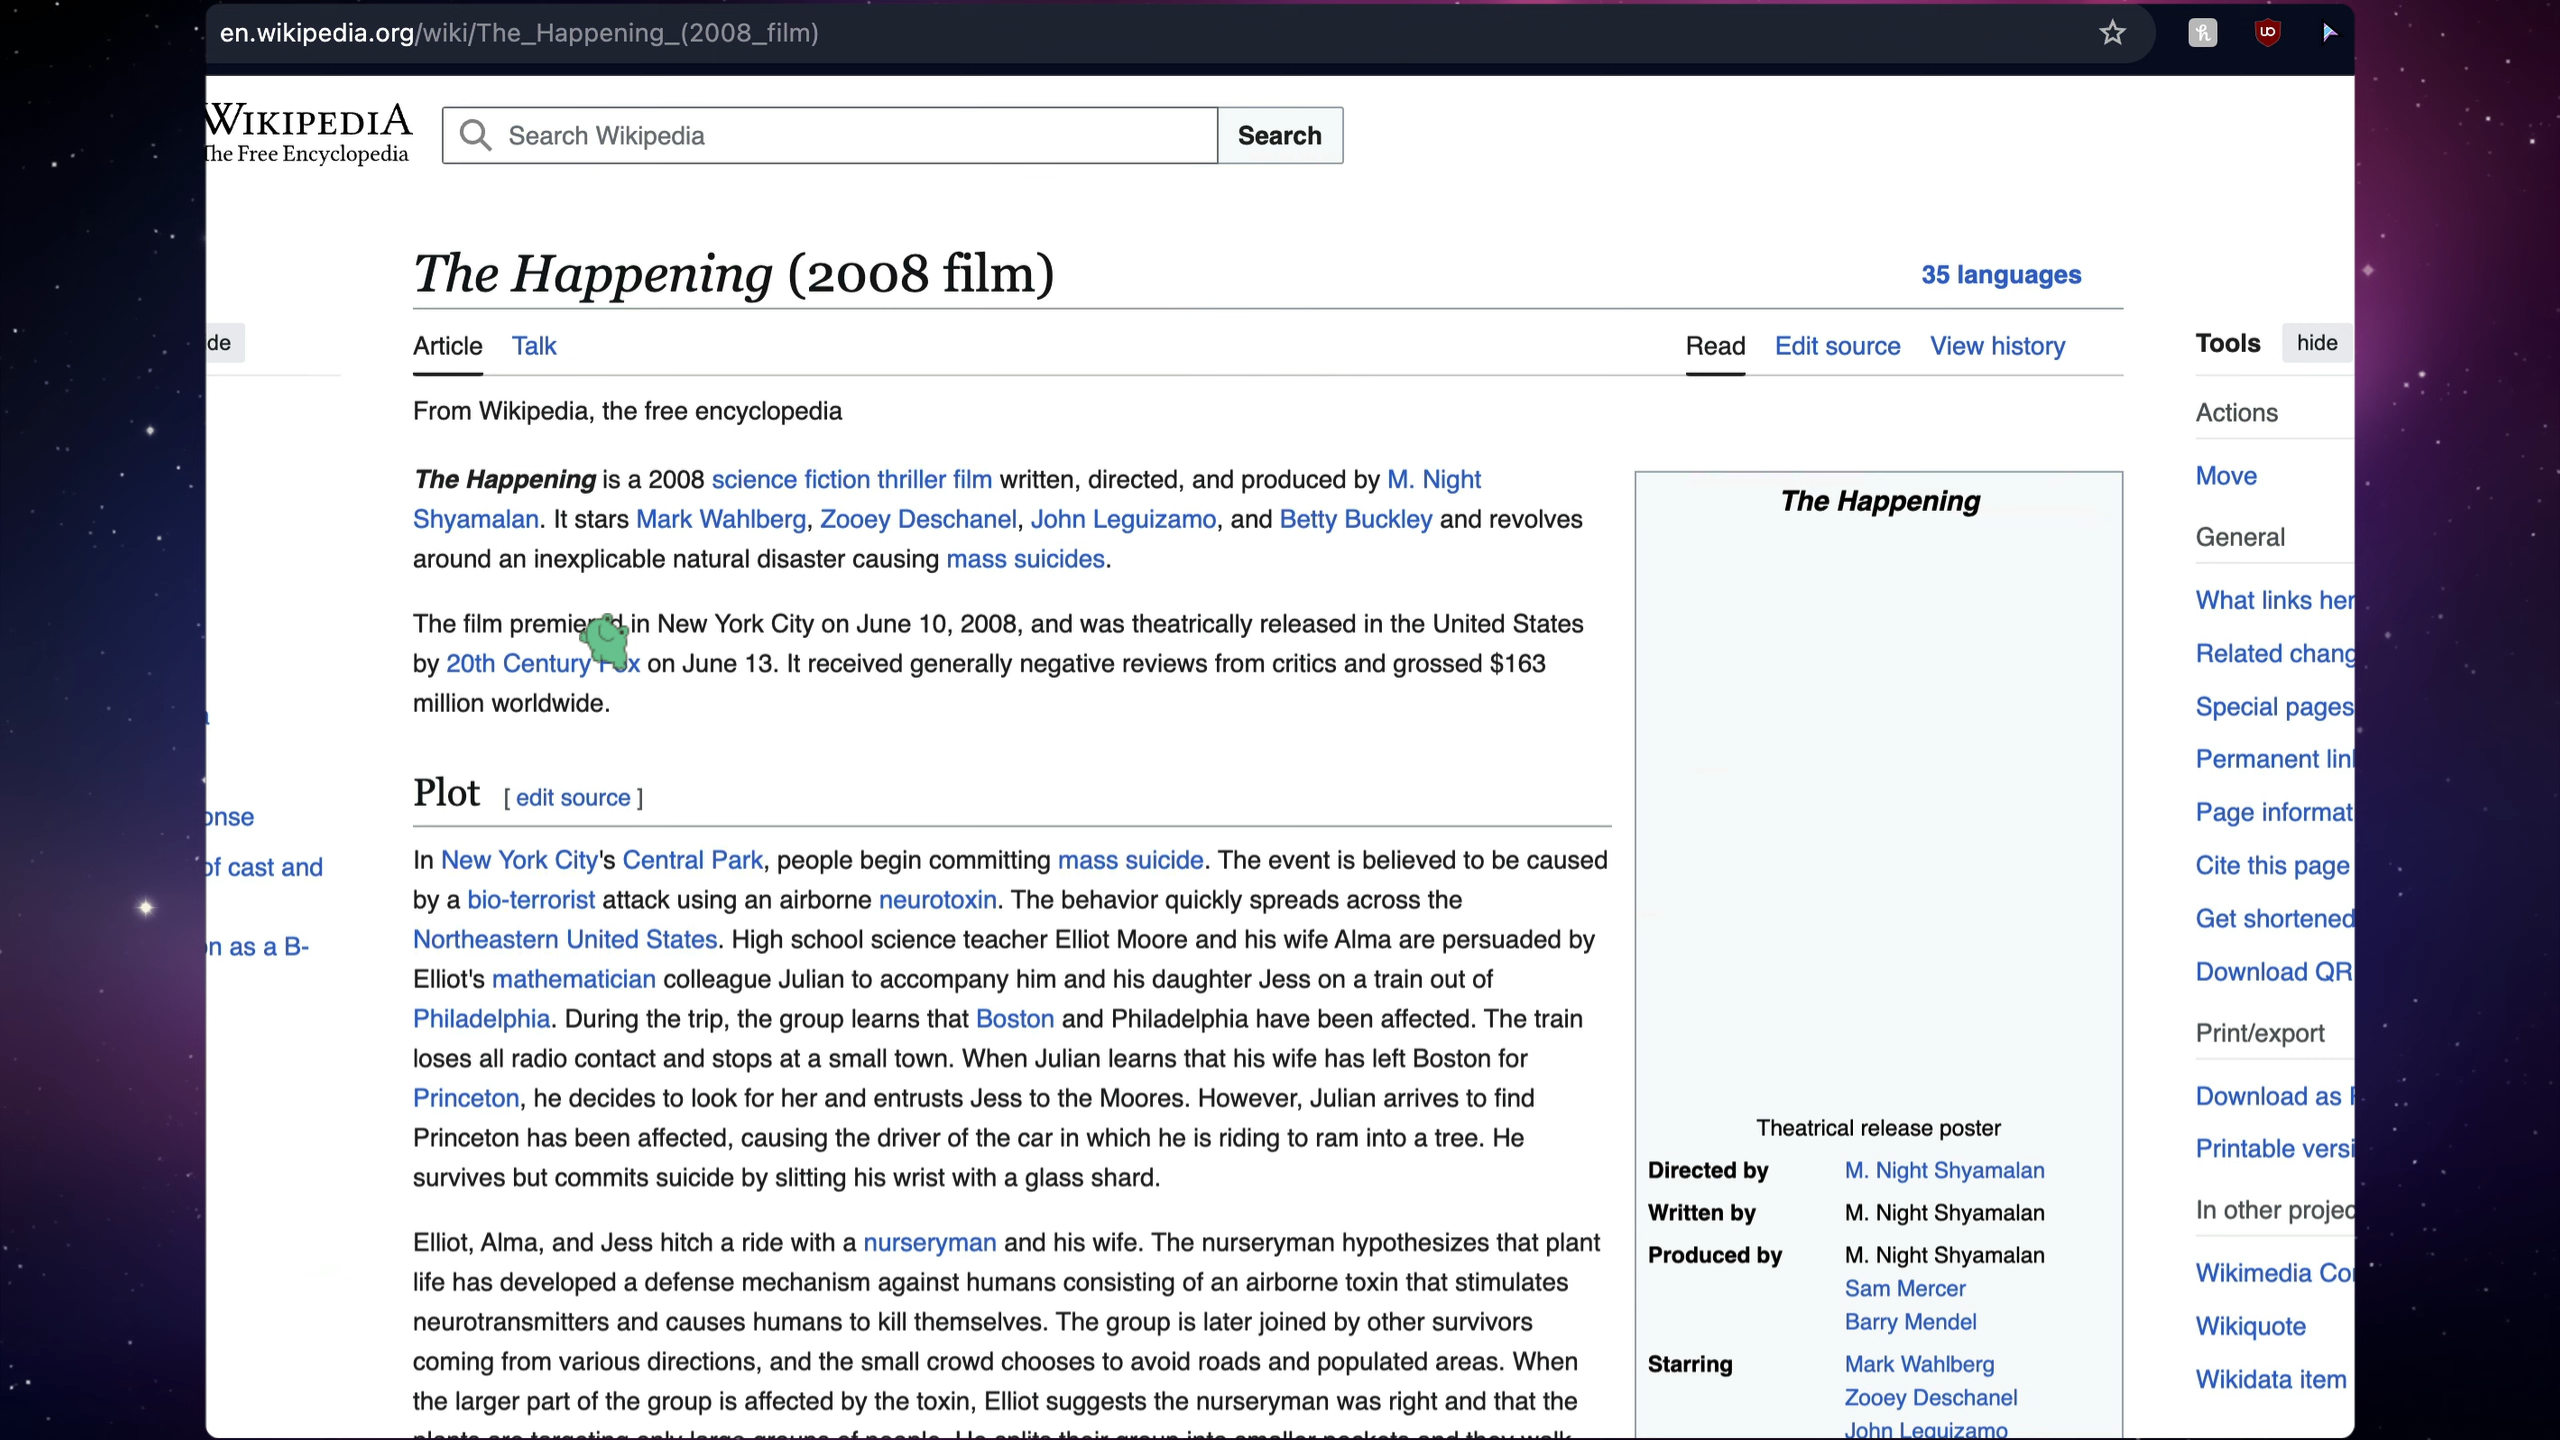 en.wikipedia.org/wiki/The_Happening_(2008_film)
WIKIPEDIA
The Free Encyclopedia
Search Wikipedia
Search
The Happening (2008 film)
35 languages
Article Talk
Read Edit source View history
Tools hide
de
From Wikipedia, the free encyclopedia
The Happening is a 2008 science fiction thriller film written, directed, and produced by M. Night
Shyamalan. It stars Mark Wahlberg, Zooey Deschanel, John Leguizamo, and Betty Buckley and revolves
around an inexplicable natural disaster causing mass suicides.
The film premiered in New York City on June 10, 2008, and was theatrically released in the United States
by 20th Century Fox on June 13. It received generally negative reviews from critics and grossed $163
million worldwide.
Plot [ edit source ]
In New York City's Central Park, people begin committing mass suicide. The event is believed to be caused
by a bio-terrorist attack using an airborne neurotoxin. The behavior quickly spreads across the
Northeastern United States. High school science teacher Elliot Moore and his wife Alma are persuaded by
Elliot's mathematician colleague Julian to accompany him and his daughter Jess on a train out of
Philadelphia. During the trip, the group learns that Boston and Philadelphia have been affected. The train
loses all radio contact and stops at a small town. When Julian learns that his wife has left Boston for
Princeton, he decides to look for her and entrusts Jess to the Moores. However, Julian arrives to find
Princeton has been affected, causing the driver of the car in which he is riding to ram into a tree. He
survives but commits suicide by slitting his wrist with a glass shard.
Elliot, Alma, and Jess hitch a ride with a nurseryman and his wife. The nurseryman hypothesizes that plant
life has developed a defense mechanism against humans consisting of an airborne toxin that stimulates
neurotransmitters and causes humans to kill themselves. The group is later joined by other survivors
coming from various directions, and the small crowd chooses to avoid roads and populated areas. When
the larger part of the group is affected by the toxin, Elliot suggests the nurseryman was right and that the
plants are targeting only large groups of people. He splits their group into smaller pockets and they walk
onse
of cast and
n as a B-
The Happening
Theatrical release poster
Directed by M. Night Shyamalan
Written by M. Night Shyamalan
Produced by M. Night Shyamalan
Sam Mercer
Barry Mendel
Starring Mark Wahlberg
Zooey Deschanel
John Leguizamo
Actions
Move
General
What links her
Related chang
Special pages
Permanent lin
Page informat
Cite this page
Get shortened
Download QR
Print/export
Download as
Printable versi
In other projec
Wikimedia Co
Wikiquote
Wikidata item